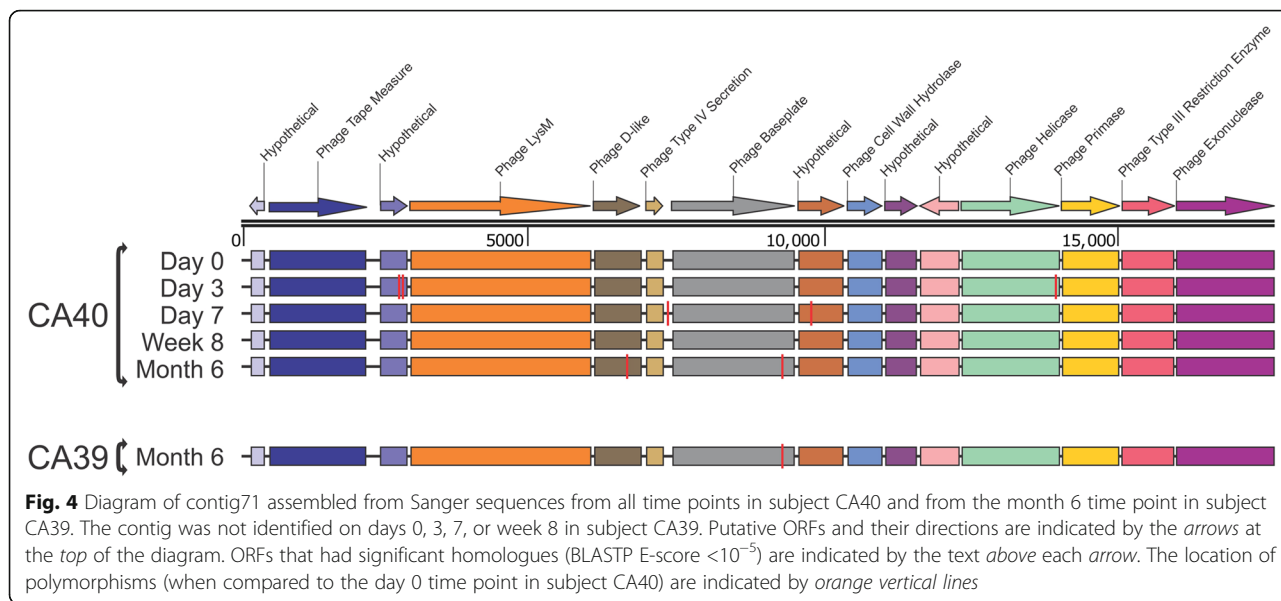 Hypothetical
Phage Tape Measure
Hypothetical
Phage LysM
Phage D-like
Phage Type IV Secretion
Phage Baseplate
Hypothetical
Phage Cell Wall Hydrolase
Hypothetical
Hypothetical
Phage Helicase
Phage Primase
Phage Type III Restriction Enzyme
Phage Exonuclease
0 5000 10,000 15,000
Day 0
Day 3
CA40
Day 7
Week 8
Month 6
CA39 Month 6
Fig. 4 Diagram of contig71 assembled from Sanger sequences from all time points in subject CA40 and from the month 6 time point in subject
CA39. The contig was not identified on days 0, 3, 7, or week 8 in subject CA39. Putative ORFs and their directions are indicated by the arrows at
the top of the diagram. ORFs that had significant homologues (BLASTP E-score <10⁻⁵) are indicated by the text above each arrow. The location of
polymorphisms (when compared to the day 0 time point in subject CA40) are indicated by orange vertical lines